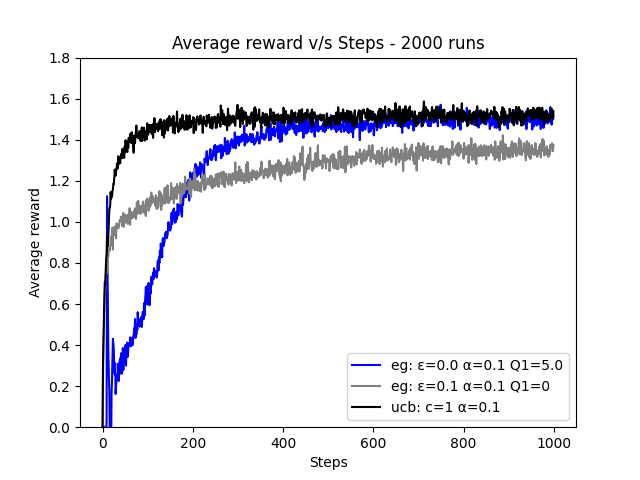 Average reward v/s Steps - 2000 runs
1.8
1.6
1.4
1.2
1.0
0.8
0.6
0.4
0.2
0.0
Average reward
0 200 400 600 800 1000
Steps
eg: ε=0.0 α=0.1 Q1=5.0
eg: ε=0.1 α=0.1 Q1=0
ucb: c=1 α=0.1